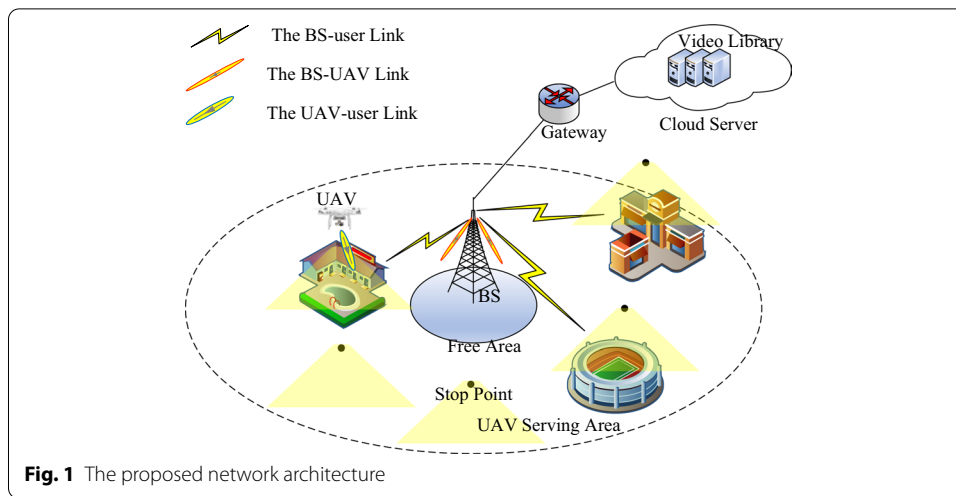 The BS-user Link
The BS-UAV Link
The UAV-user Link
Video Library
Cloud Server
Gateway
UAV
BS
Free Area
Stop Point
UAV Serving Area
Fig. 1 The proposed network architecture